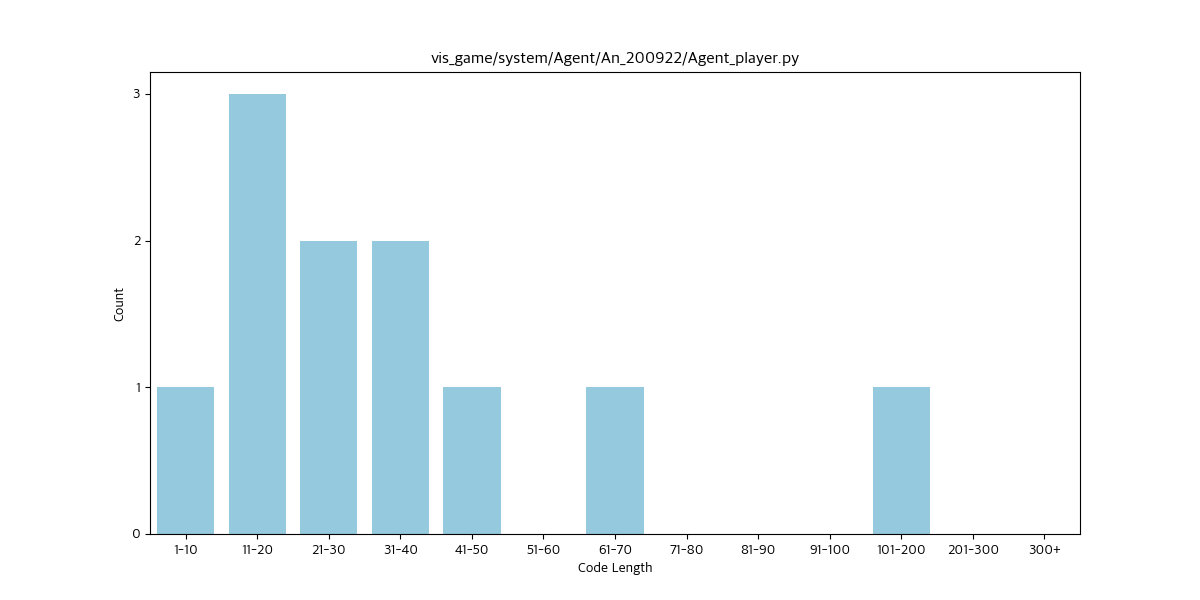 vis_game/system/Agent/An_200922/Agent_player.py
3
2
1
0
Count
1-10 11-20 21-30 31-40 41-50 51-60 61-70 71-80 81-90 91-100 101-200 201-300 300+
Code Length